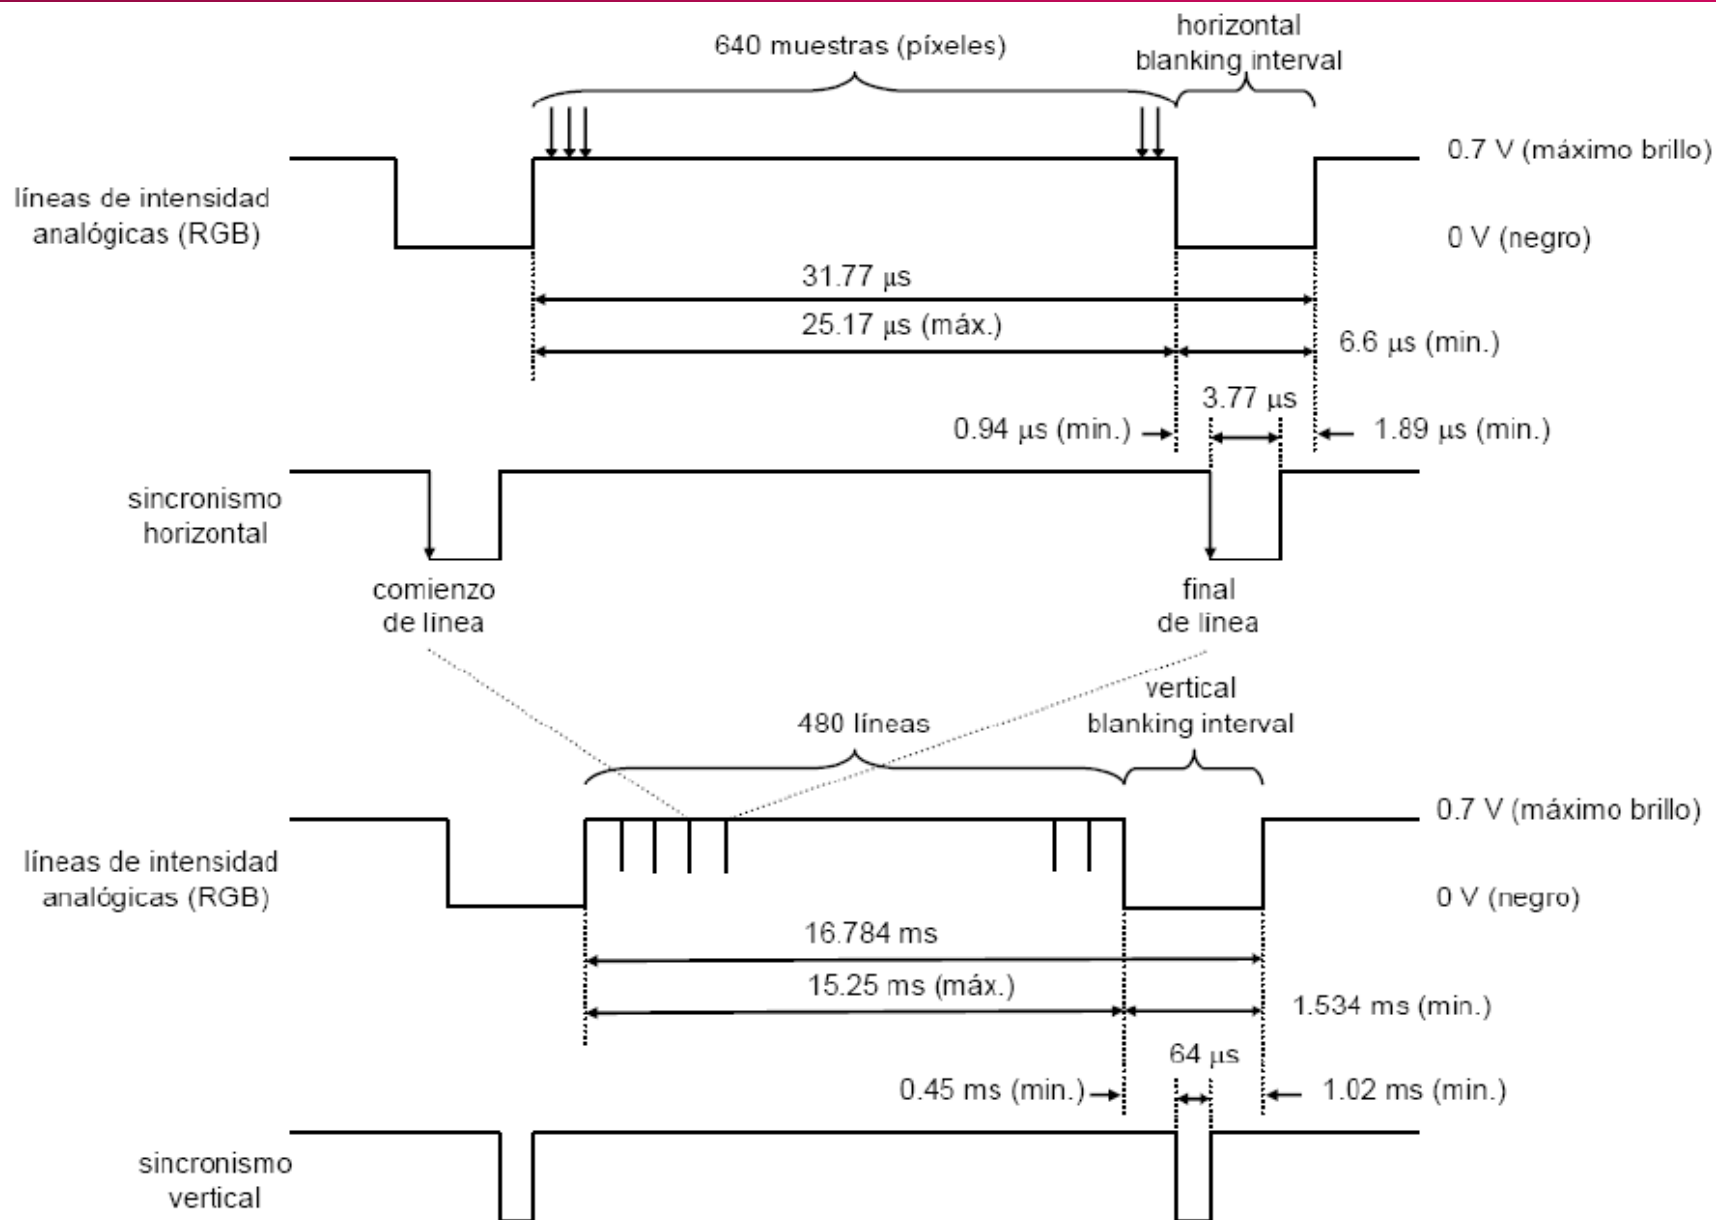 640 muestras (píxeles)
horizontal
blanking interval
0.7 V (máximo brillo)
líneas de intensidad
analógicas (RGB)
0 V (negro)
31.77 μs
25.17 μs (máx.)
6.6 μs (min.)
3.77 μs
0.94 μs (min.)
1.89 μs (min.)
sincronismo
horizontal
comienzo
de línea
final
de línea
480 líneas
vertical
blanking interval
0.7 V (máximo brillo)
líneas de intensidad
analógicas (RGB)
0 V (negro)
16.784 ms
15.25 ms (máx.)
1.534 ms (min.)
64 μs
0.45 ms (min.)
1.02 ms (min.)
sincronismo
vertical